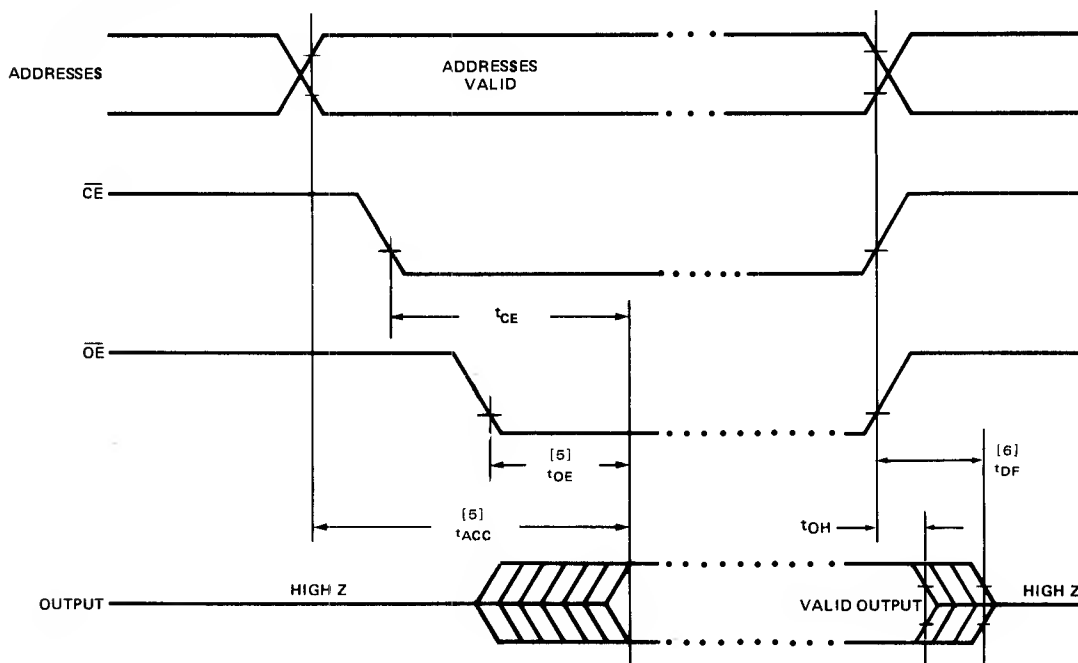 ADDRESSES
ADDRESSES
VALID
CE
tCE
OE
[5]
tOE
[6]
tDF
[5]
tACC
tOH
OUTPUT
HIGH Z
VALID OUTPUT
HIGH Z